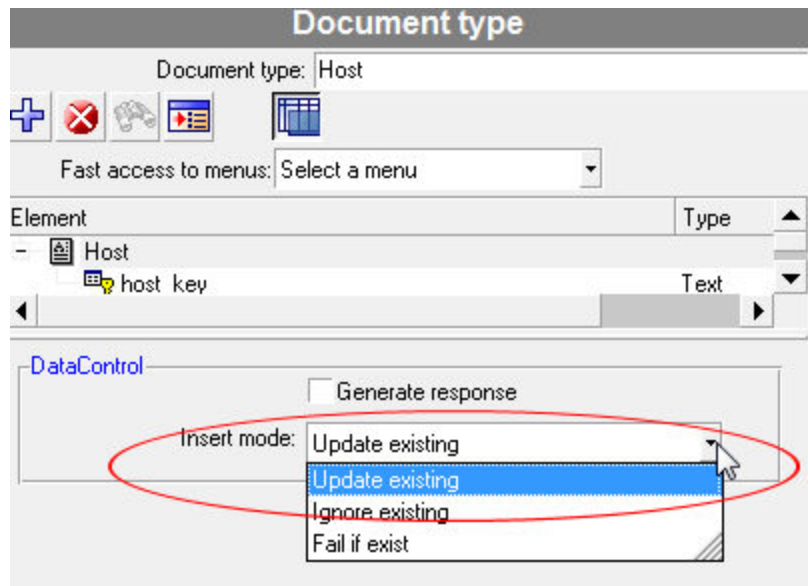 Document type
Document type: Host
Fast access to menus: Select a menu
Element Type
Host
host_key Text
DataControl
Generate response
Insert mode: Update existing
Update existing
Ignore existing
Fail if exist